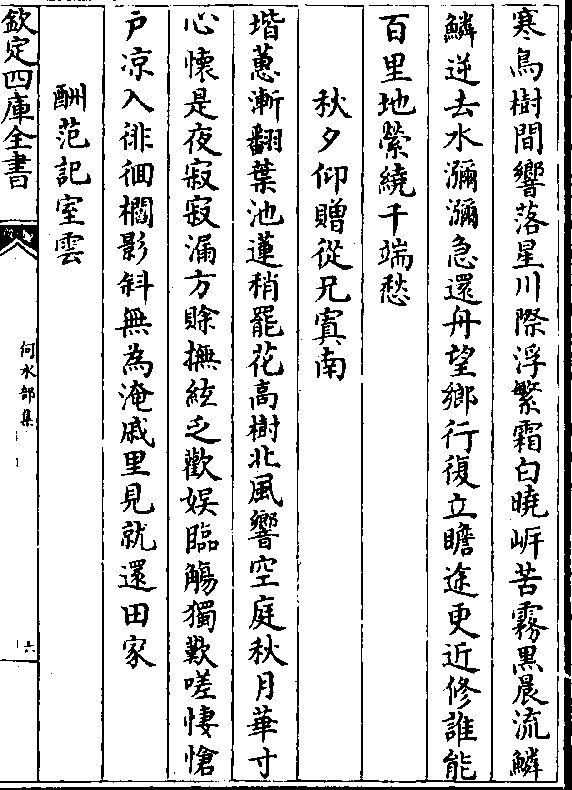 寒鳥樹間響落星川際浮繁霜白曉㟁苦霧黒晨流鱗
鱗逆去水瀰瀰急還舟望鄉行復立瞻途更近修誰能
百里地縈繞千端愁
秋夕仰贈從兄寘南
堦蕙漸翻葉池蓮稍罷花高樹北風響空庭秋月華寸
心懷是夜寂寂漏方賖撫絃乏歡娱臨觴獨歎嗟悽愴
户凉入徘徊櫩影斜無為淹戚里見就還田家
酬范記室雲
欽定四庫全書
何水部集
六